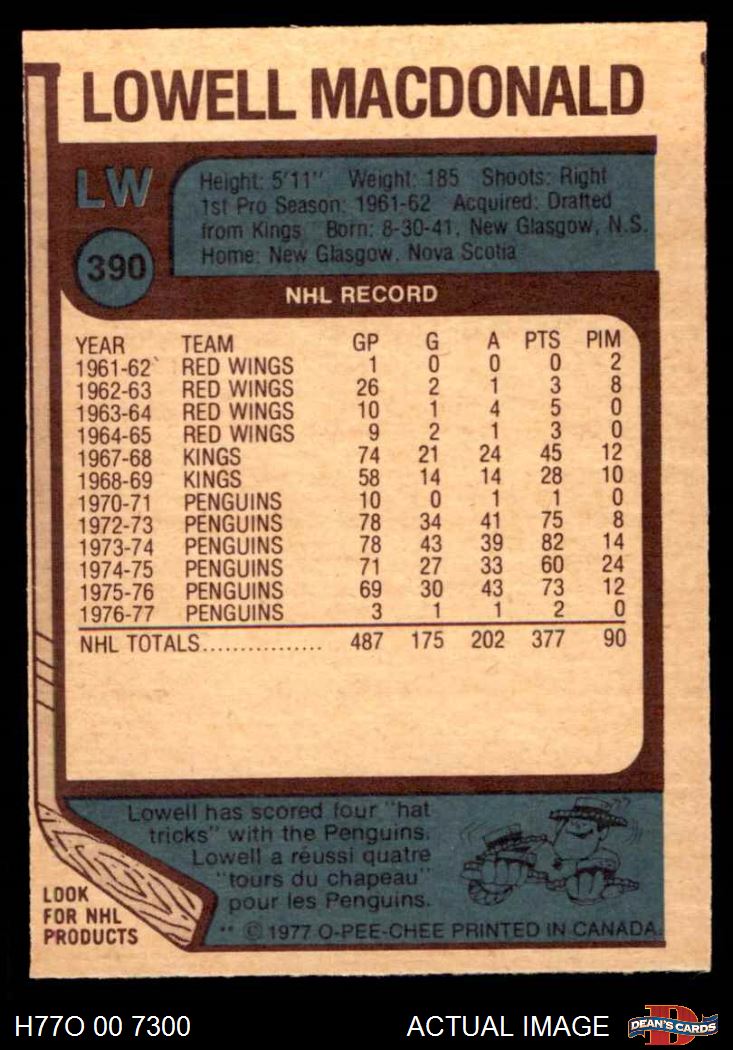 LOWELL MACDONALD
LW
390
Height: 5'11" Weight: 185 Shoots: Right
1st Pro Season: 1961-62 Acquired: Drafted
from Kings Born: 8-30-41, New Glasgow, N.S.
Home: New Glasgow, Nova Scotia
NHL RECORD
YEAR TEAM GP G A PTS PIM
1961-62 RED WINGS 1 0 0 0 2
1962-63 RED WINGS 26 2 1 3 8
1963-64 RED WINGS 10 1 4 5 0
1964-65 RED WINGS 9 2 1 3 0
1967-68 KINGS 74 21 24 45 12
1968-69 KINGS 58 14 14 28 10
1970-71 PENGUINS 10 0 1 1 0
1972-73 PENGUINS 78 34 41 75 8
1973-74 PENGUINS 78 43 39 82 14
1974-75 PENGUINS 71 27 33 60 24
1975-76 PENGUINS 69 30 43 73 12
1976-77 PENGUINS 3 1 1 2 0
NHL TOTALS................ 487 175 202 377 90
Lowell has scored four "hat
tricks" with the Penguins.
Lowell a réussi quatre
"tours du chapeau"
pour les Penguins.
LOOK
FOR NHL
PRODUCTS
** © 1977 O-PEE-CHEE PRINTED IN CANADA.
H77O 00 7300
ACTUAL IMAGE
D
DEAN'S CARDS